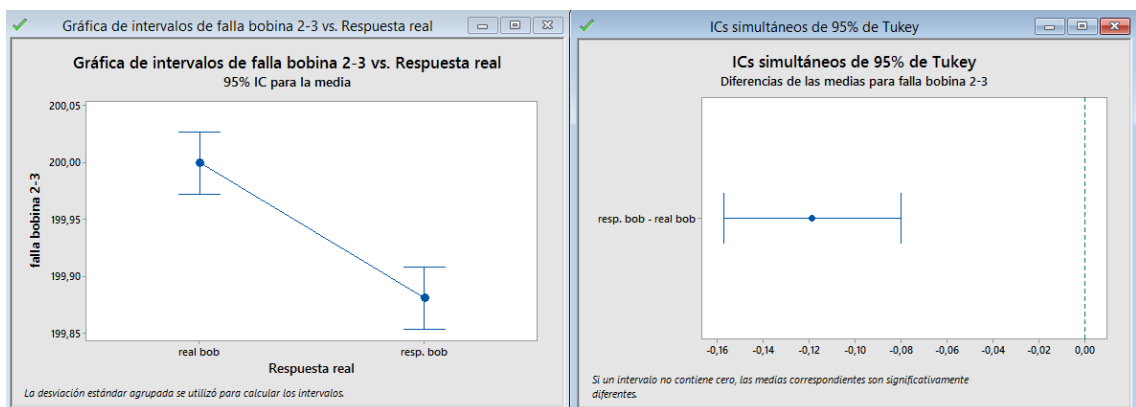 Gráfica de intervalos de falla bobina 2-3 vs. Respuesta real
Gráfica de intervalos de falla bobina 2-3 vs. Respuesta real
95% IC para la media
200,05
200,00
199,95
199,90
199,85
falla bobina 2-3
real bob
resp. bob
Respuesta real
La desviación estándar agrupada se utilizó para calcular los intervalos.
ICs simultáneos de 95% de Tukey
ICs simultáneos de 95% de Tukey
Diferencias de las medias para falla bobina 2-3
resp. bob - real bob
-0,16
-0,14
-0,12
-0,10
-0,08
-0,06
-0,04
-0,02
0,00
Si un intervalo no contiene cero, las medias correspondientes son significativamente
diferentes.